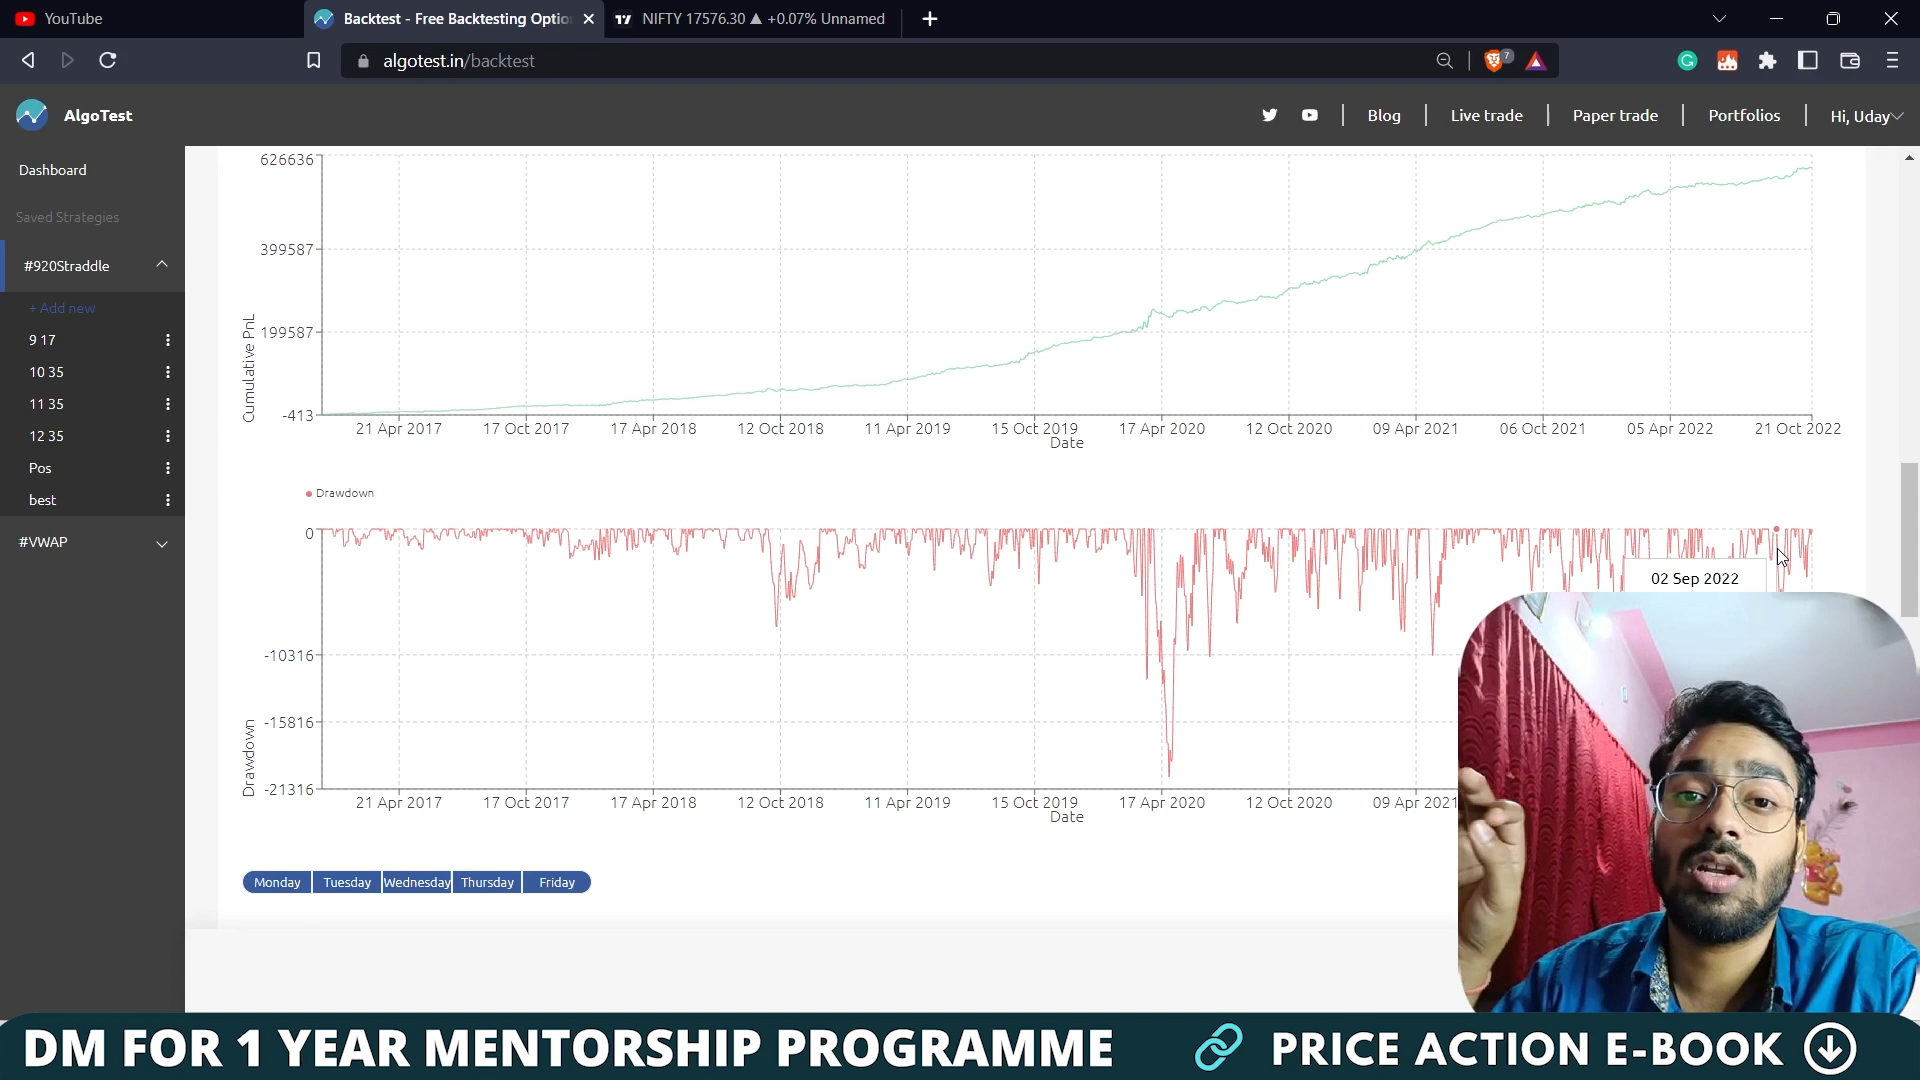 YouTube
Backtest - Free Backtesting Optio
NIFTY 17576.30 ▲ +0.07% Unnamed
algotest.in/backtest
7
AlgoTest
Blog
Live trade
Paper trade
Portfolios
Hi, Uday
Dashboard
Saved Strategies
#920Straddle
+ Add new
9 17
10 35
11 35
12 35
Pos
best
#VWAP
626636
399587
199587
-413
Cumulative PnL
21 Apr 2017
17 Oct 2017
17 Apr 2018
12 Oct 2018
11 Apr 2019
15 Oct 2019
17 Apr 2020
12 Oct 2020
09 Apr 2021
06 Oct 2021
05 Apr 2022
21 Oct 2022
Date
Drawdown
0
-10316
-15816
-21316
Drawdown
02 Sep 2022
21 Apr 2017
17 Oct 2017
17 Apr 2018
12 Oct 2018
11 Apr 2019
15 Oct 2019
17 Apr 2020
12 Oct 2020
09 Apr 2021
Date
Monday
Tuesday
Wednesday
Thursday
Friday
DM FOR 1 YEAR MENTORSHIP PROGRAMME
PRICE ACTION E-BOOK